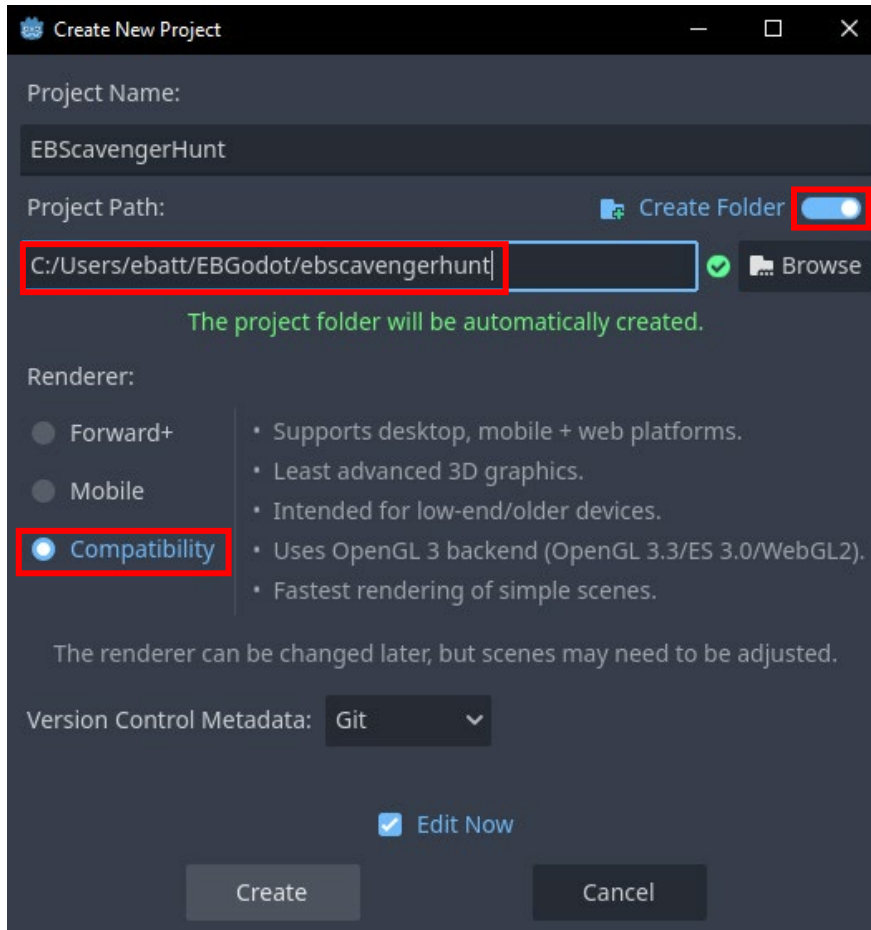 Create New Project
Project Name:
EBScavengerHunt
Project Path:
Create Folder
C:/Users/ebatt/EBGodot/ebscavengerhunt
Browse
The project folder will be automatically created.
Renderer:
Forward+
Mobile
Compatibility
• Supports desktop, mobile + web platforms.
• Least advanced 3D graphics.
• Intended for low-end/older devices.
• Uses OpenGL 3 backend (OpenGL 3.3/ES 3.0/WebGL2).
• Fastest rendering of simple scenes.
The renderer can be changed later, but scenes may need to be adjusted.
Version Control Metadata: Git
Edit Now
Create Cancel